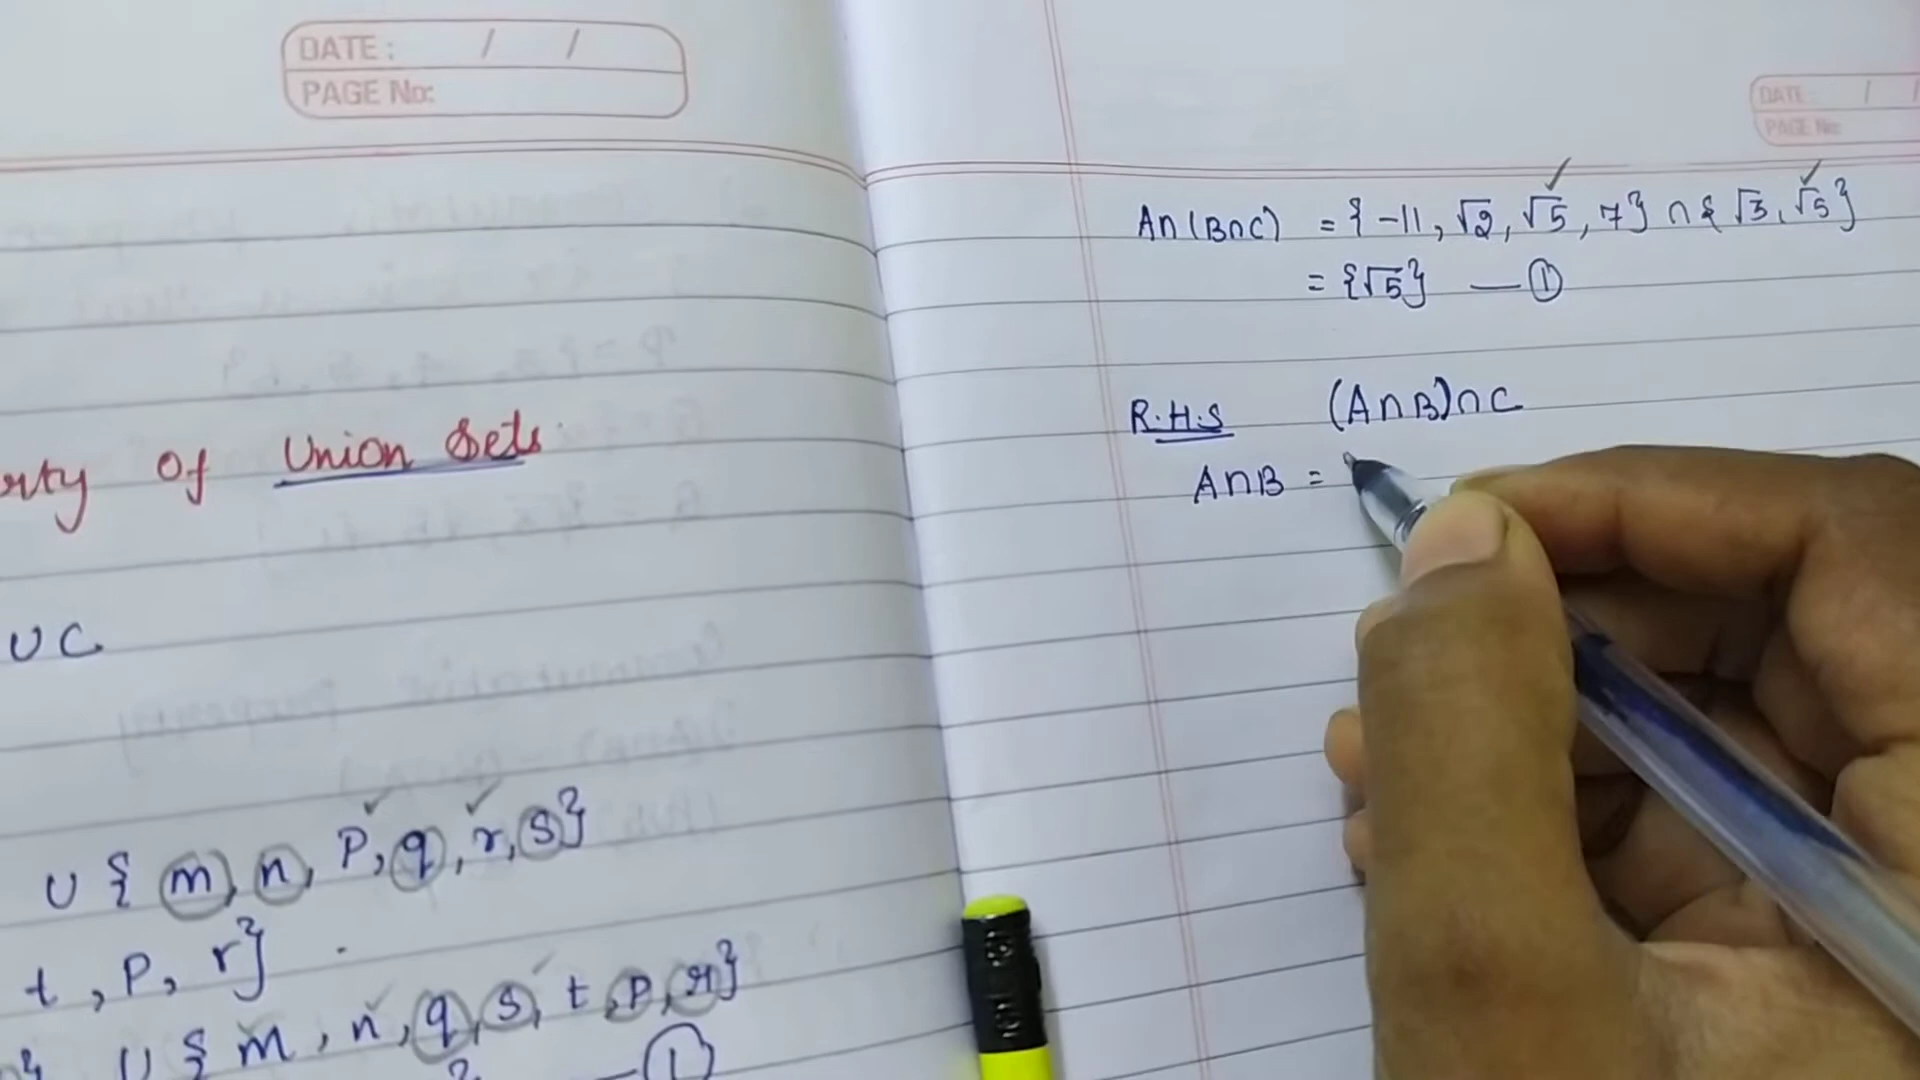 DATE : / /
PAGE No:
rty Of Union Sets
U C
U { m, n, P, q, r, s}
t, P, r}
U { m, n, q, s, t, p, r}
①
DATE / /
PAGE No:
A∩(B∩C) = { -11, √2, √5, 7} ∩ { √3, √5}
= {√5} — ①
R.H.S (A∩B)∩C
A∩B =